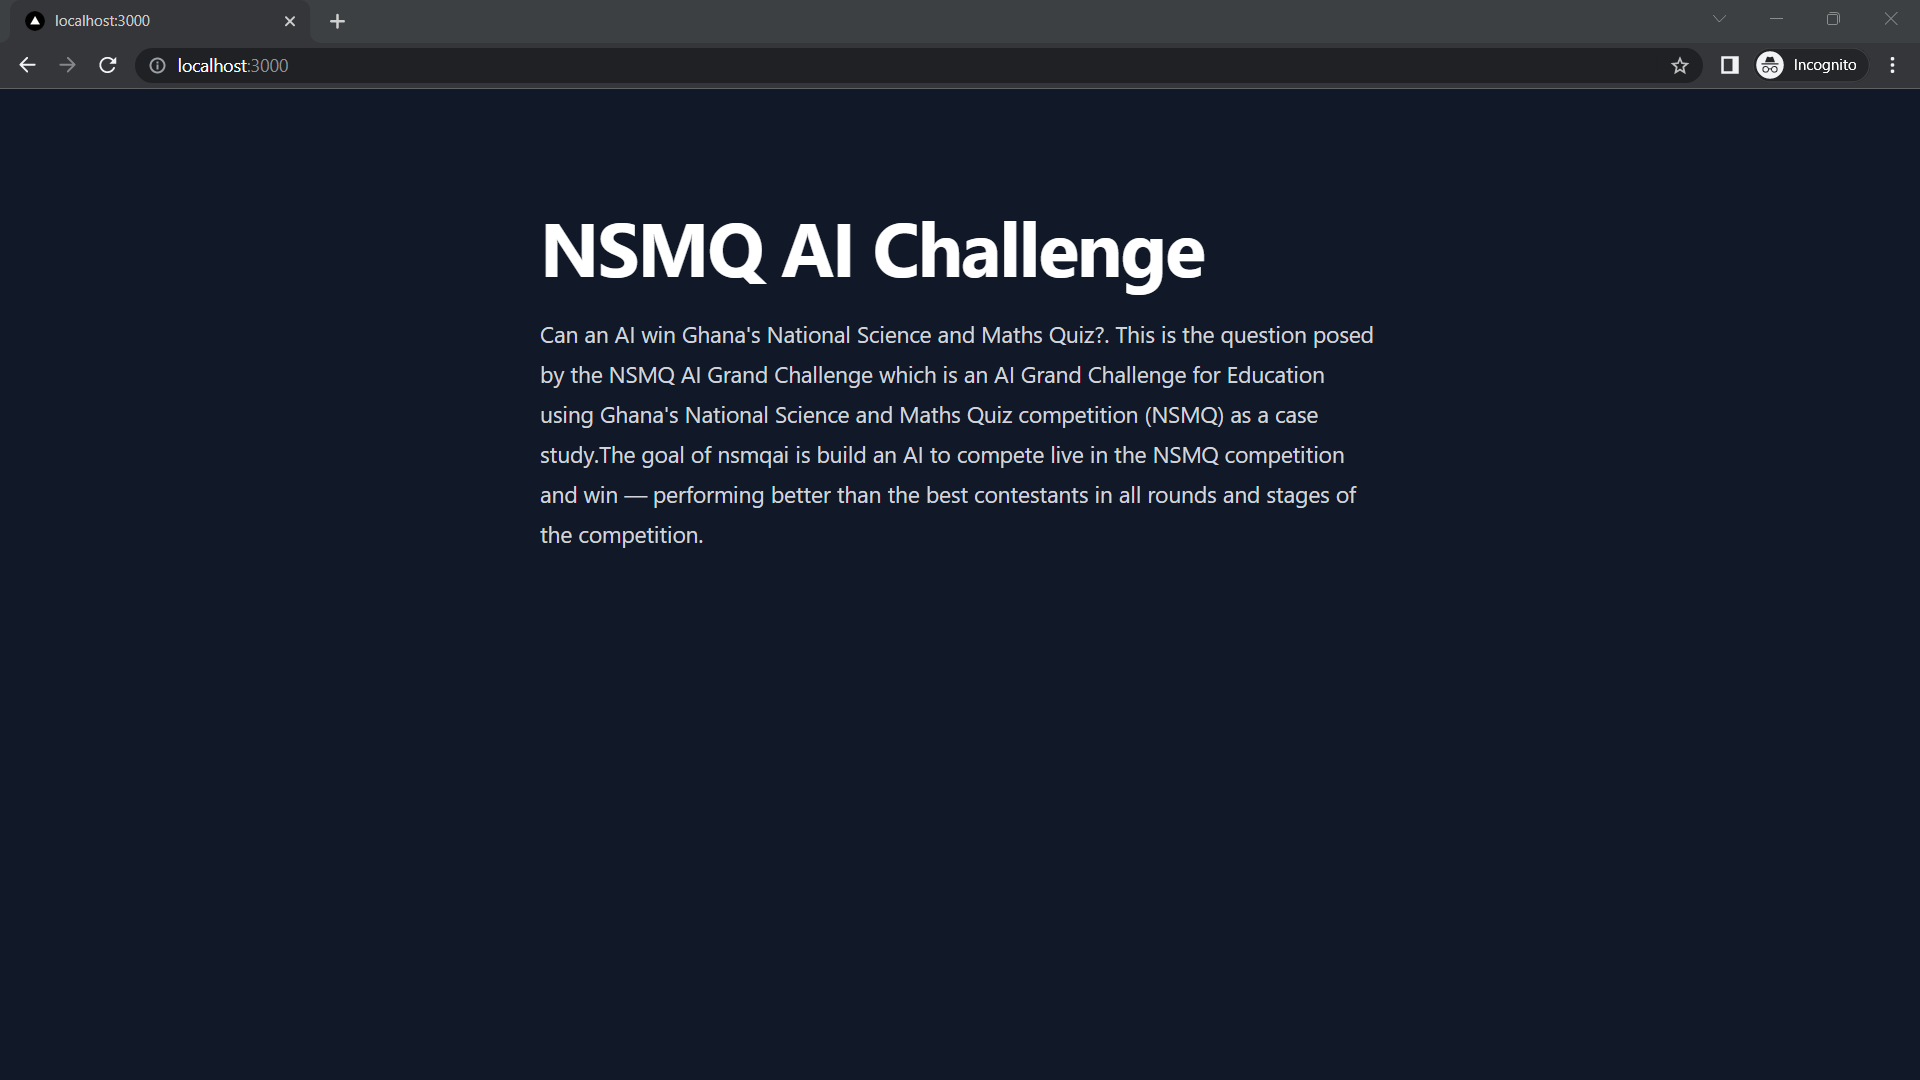 localhost:3000
localhost:3000
Incognito
NSMQ AI Challenge
Can an AI win Ghana's National Science and Maths Quiz?. This is the question posed
by the NSMQ AI Grand Challenge which is an AI Grand Challenge for Education
using Ghana's National Science and Maths Quiz competition (NSMQ) as a case
study.The goal of nsmqai is build an AI to compete live in the NSMQ competition
and win — performing better than the best contestants in all rounds and stages of
the competition.